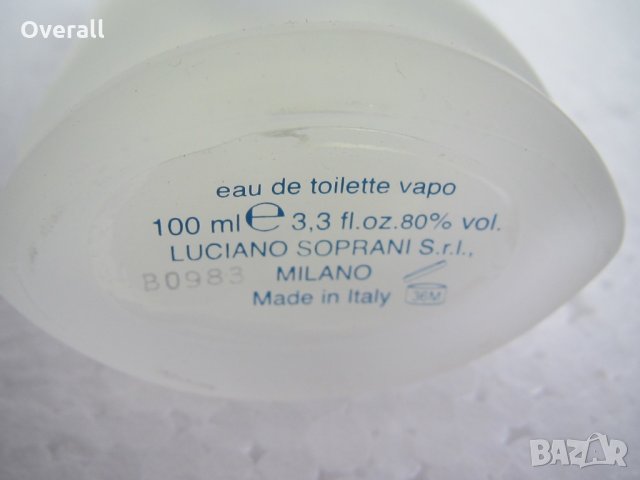 Overall
eau de toilette vapo
100 ml ℮ 3,3 fl.oz.80% vol.
LUCIANO SOPRANI S.r.l.,
B0983 MILANO
Made in Italy 36M
BAZAR